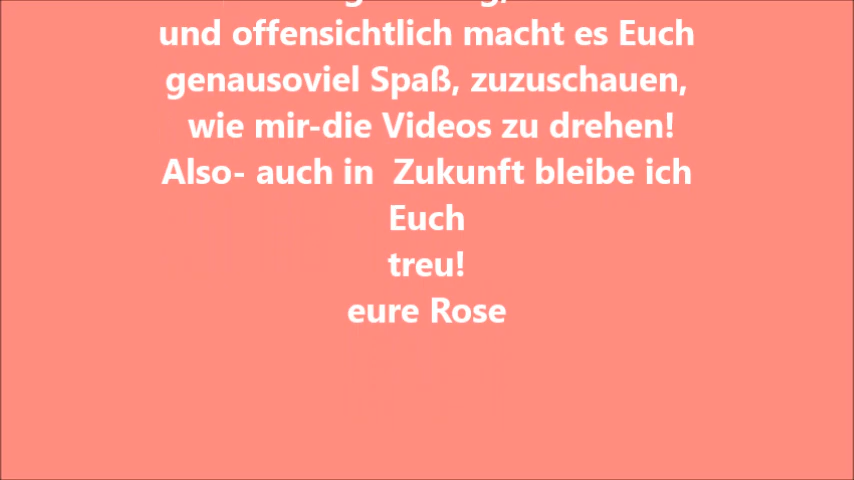 und offensichtlich macht es Euch
genausoviel Spaß, zuzuschauen,
wie mir-die Videos zu drehen!
Also- auch in  Zukunft bleibe ich
Euch
treu!
eure Rose